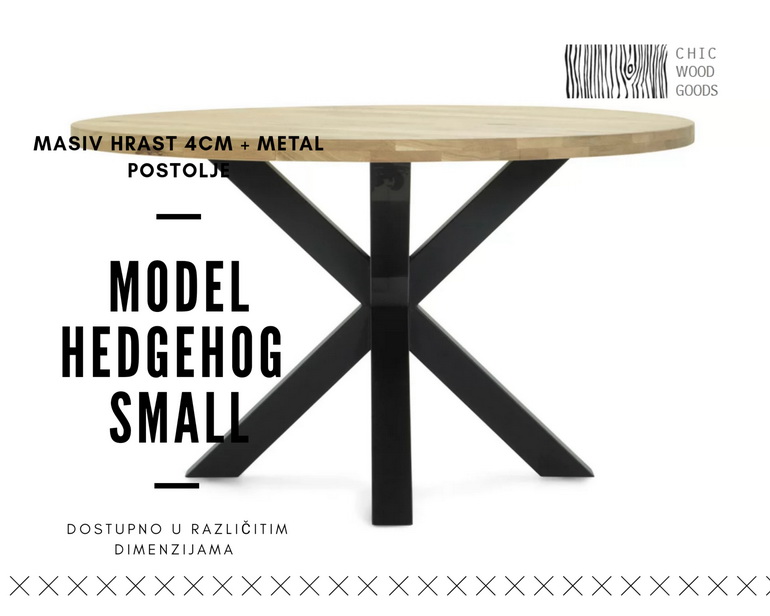 CHIC
WOOD
GOODS
MASIV HRAST 4CM + METAL
POSTOLJE
MODEL
HEDGEHOG
SMALL
DOSTUPNO U RAZLIČITIM
DIMENZIJAMA